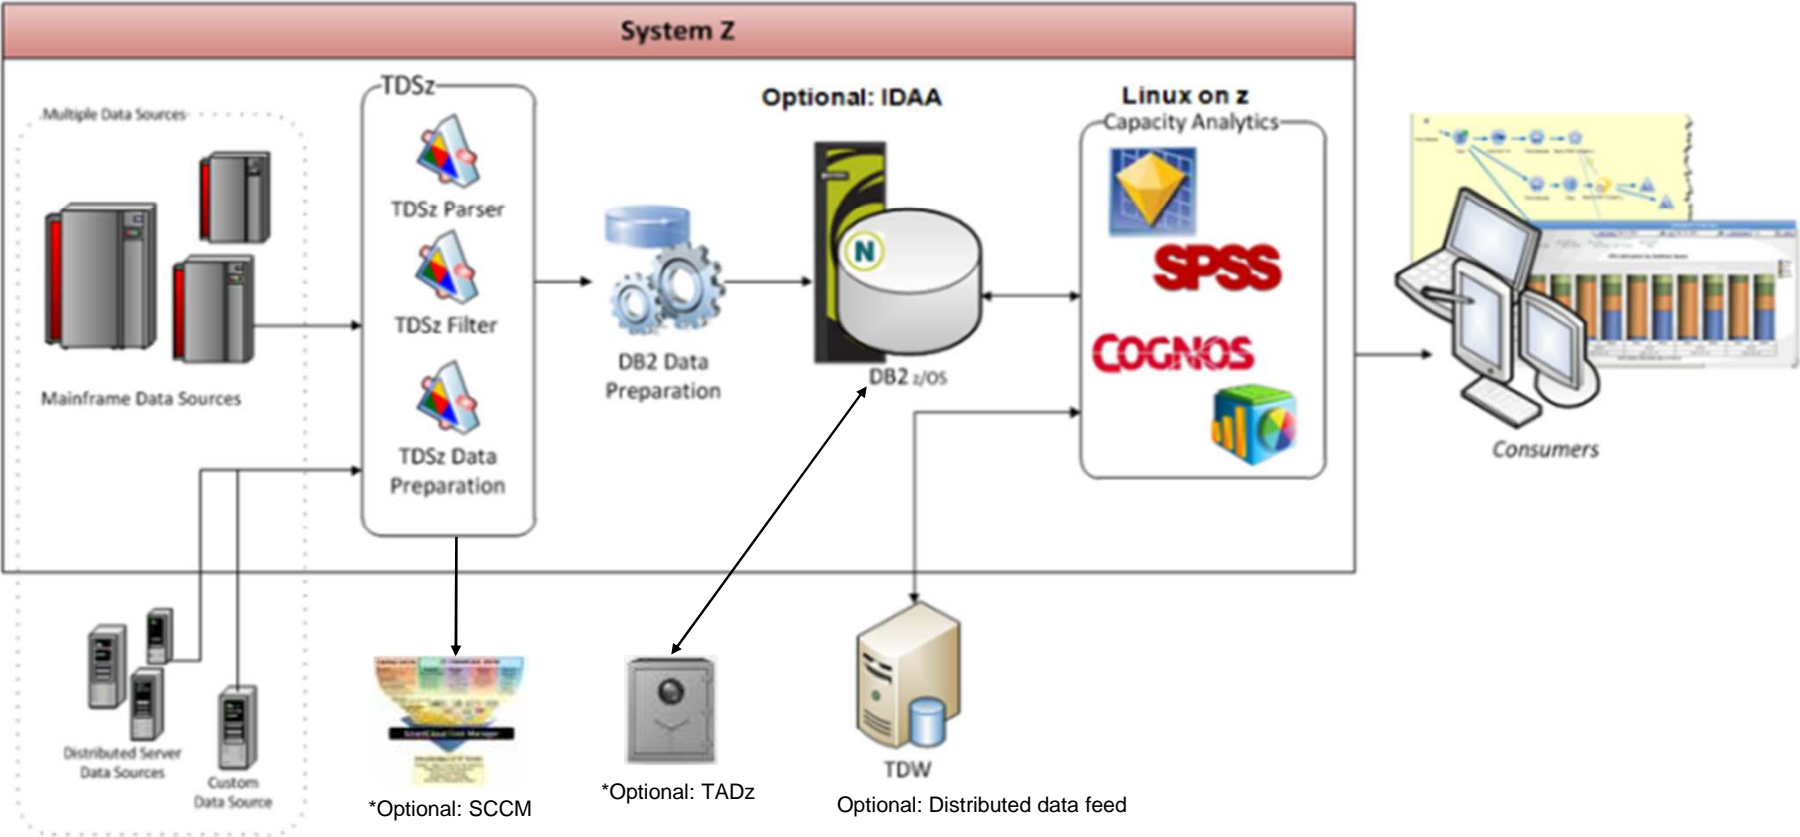 System Z
Multiple Data Sources
TDSz
Optional: IDAA
Linux on z
Capacity Analytics
TDSz Parser
N
SPSS
TDSz Filter
DB2 Data
Preparation
COGNOS
DB2 z/OS
Mainframe Data Sources
TDSz Data
Preparation
Consumers
Distributed Server
Data Sources
Custom
Data Source
*Optional: SCCM
*Optional: TADz
TDW
Optional: Distributed data feed